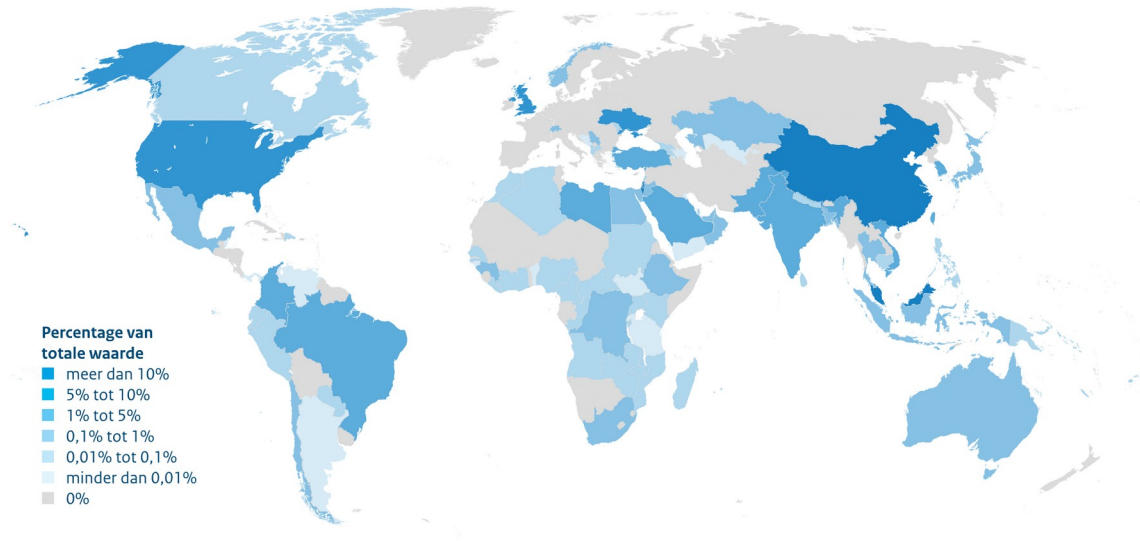 Percentage van
totale waarde
meer dan 10%
5% tot 10%
1% tot 5%
0,1% tot 1%
0,01% tot 0,1%
minder dan 0,01%
0%